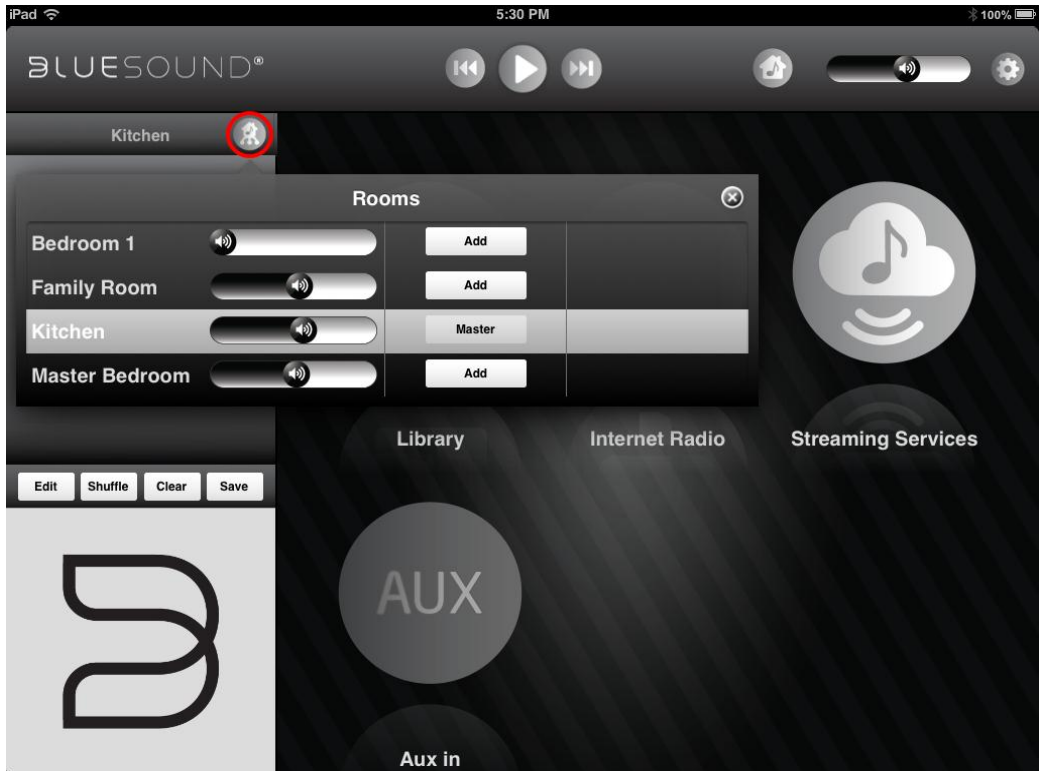 iPad 5:30 PM 100%
BLUESOUND®
Kitchen
Rooms
Bedroom 1 Add
Family Room Add
Kitchen Master
Master Bedroom Add
Library Internet Radio Streaming Services
Edit Shuffle Clear Save
AUX
Aux in